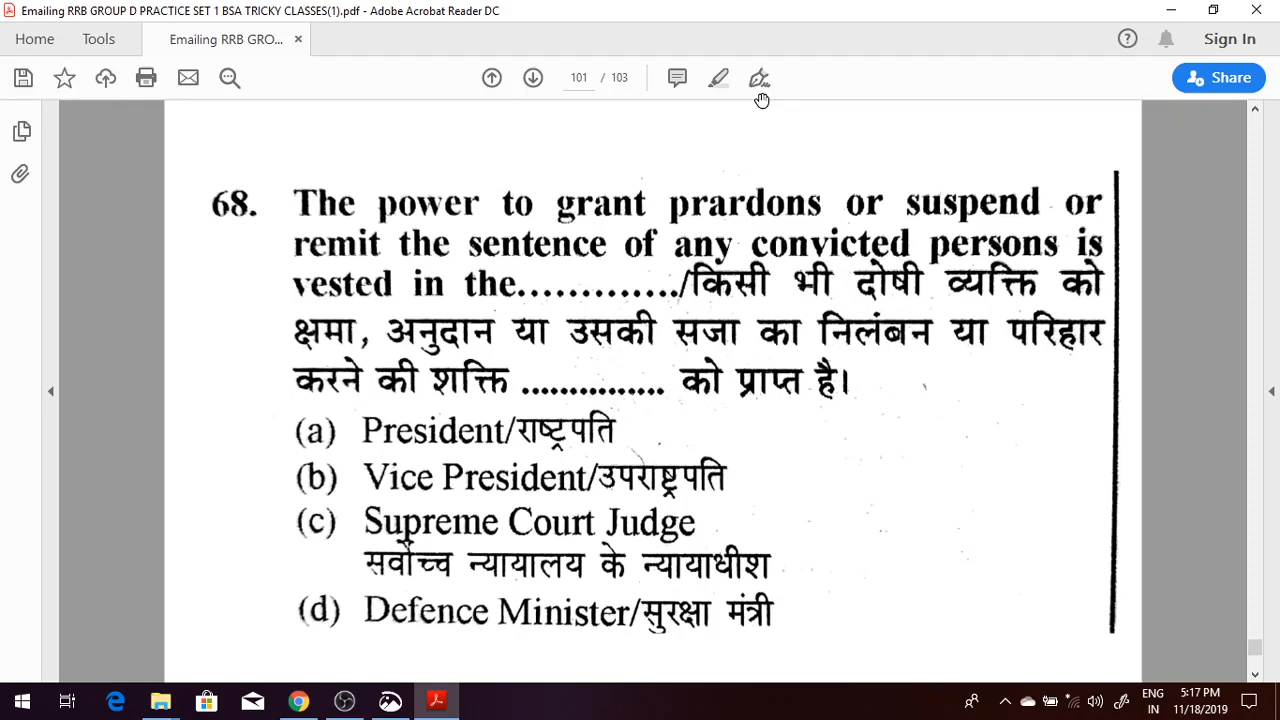 Emailing RRB GROUP D PRACTICE SET 1 BSA TRICKY CLASSES(1).pdf - Adobe Acrobat Reader DC
Home Tools Emailing RRB GRO... × Sign In
101 / 103 Share
68. The power to grant prardons or suspend or
remit the sentence of any convicted persons is
vested in the............./किसी भी दोषी व्यक्ति को
क्षमा, अनुदान या उसकी सजा का निलंबन या परिहार
करने की शक्ति ............... को प्राप्त है।
(a) President/राष्ट्रपति
(b) Vice President/उपराष्ट्रपति
(c) Supreme Court Judge
सर्वोच्च न्यायालय के न्यायाधीश
(d) Defence Minister/सुरक्षा मंत्री
ENG 5:17 PM
IN 11/18/2019